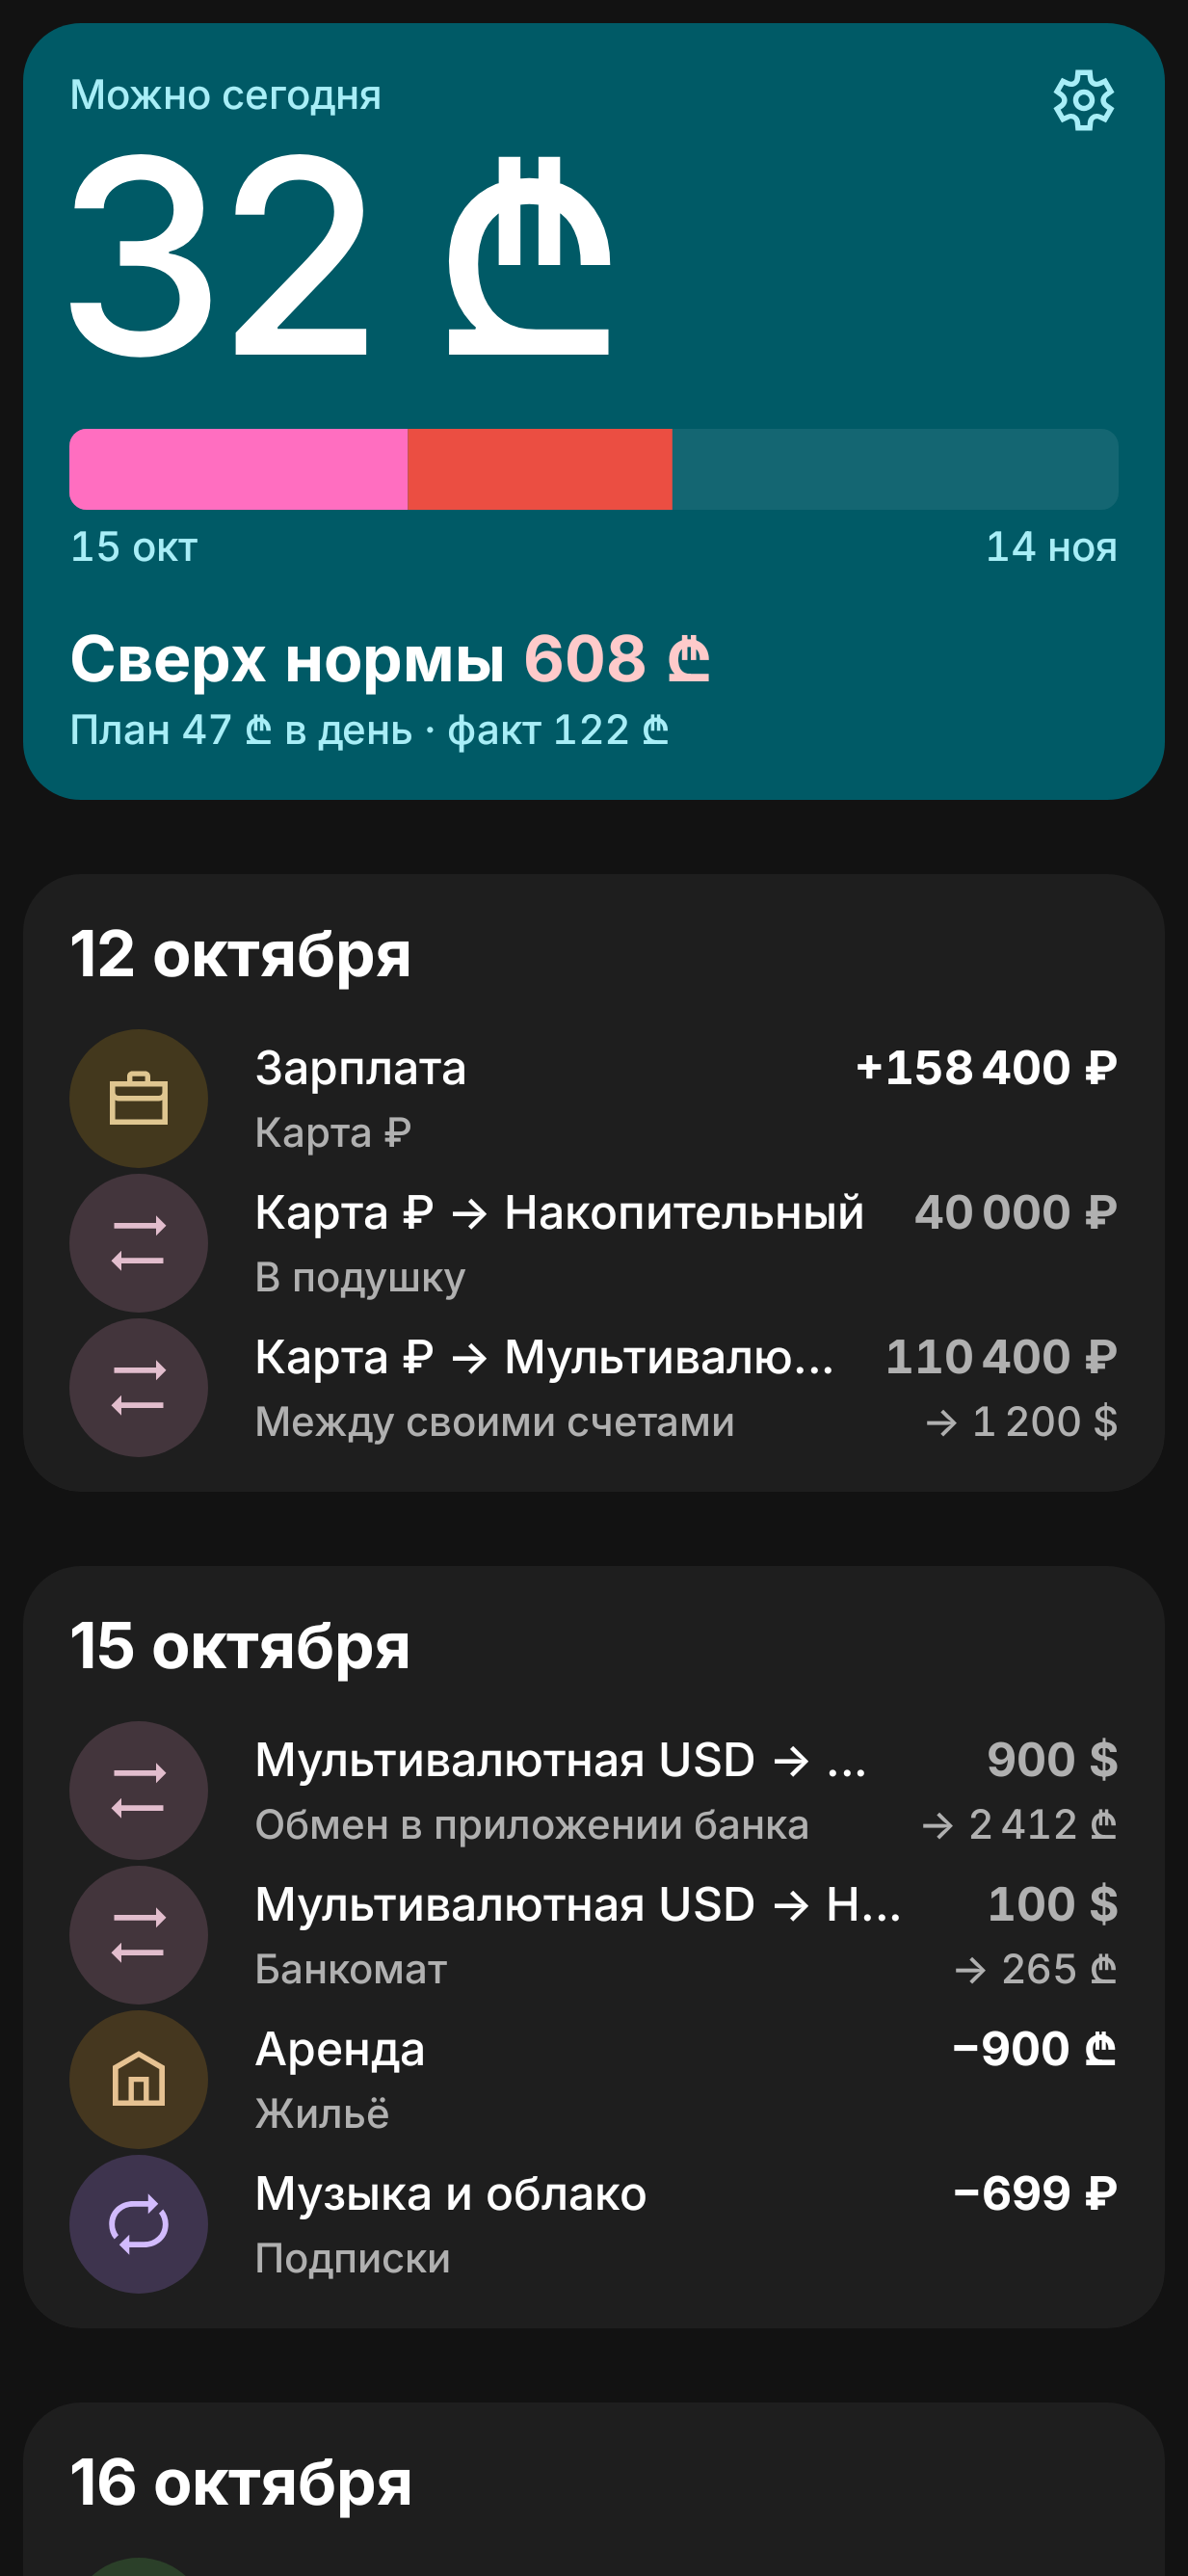 Можно сегодня
32 ₾
15 окт
14 ноя
Сверх нормы 608 ₾
План 47 ₾ в день · факт 122 ₾
12 октября
Зарплата +158 400 ₽
Карта ₽
Карта ₽ → Накопительный 40 000 ₽
В подушку
Карта ₽ → Мультивалю... 110 400 ₽
Между своими счетами → 1 200 $
15 октября
Мультивалютная USD → ... 900 $
Обмен в приложении банка → 2 412 ₾
Мультивалютная USD → Н... 100 $
Банкомат → 265 ₾
Аренда −900 ₾
Жильё
Музыка и облако −699 ₽
Подписки
16 октября